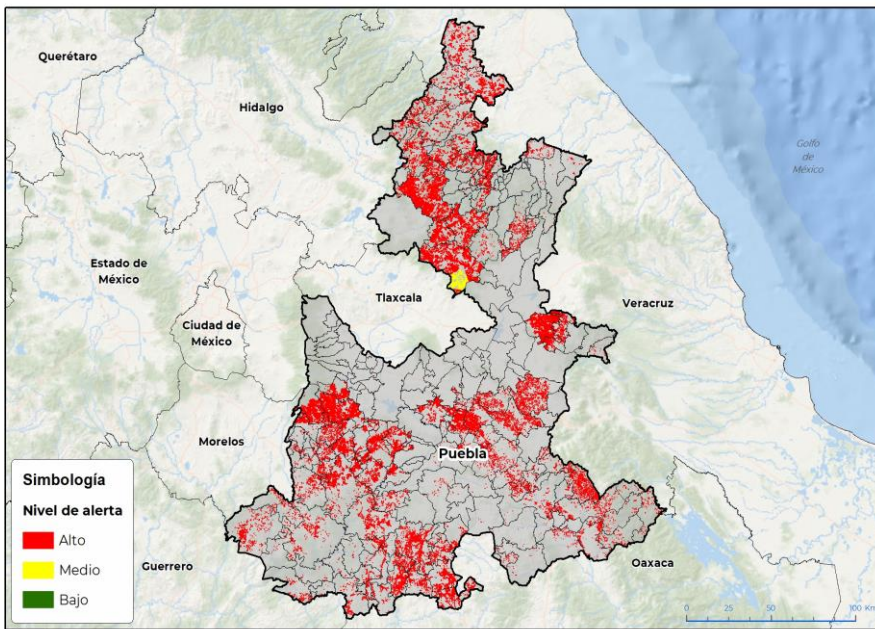 Querétaro
Hidalgo
Golfo
de
México
Estado de
México
Tlaxcala
Veracruz
Ciudad de
México
Morelos
Puebla
Simbología
Nivel de alerta
Alto
Medio
Bajo
Guerrero
Oaxaca
0 25 50 100 Km